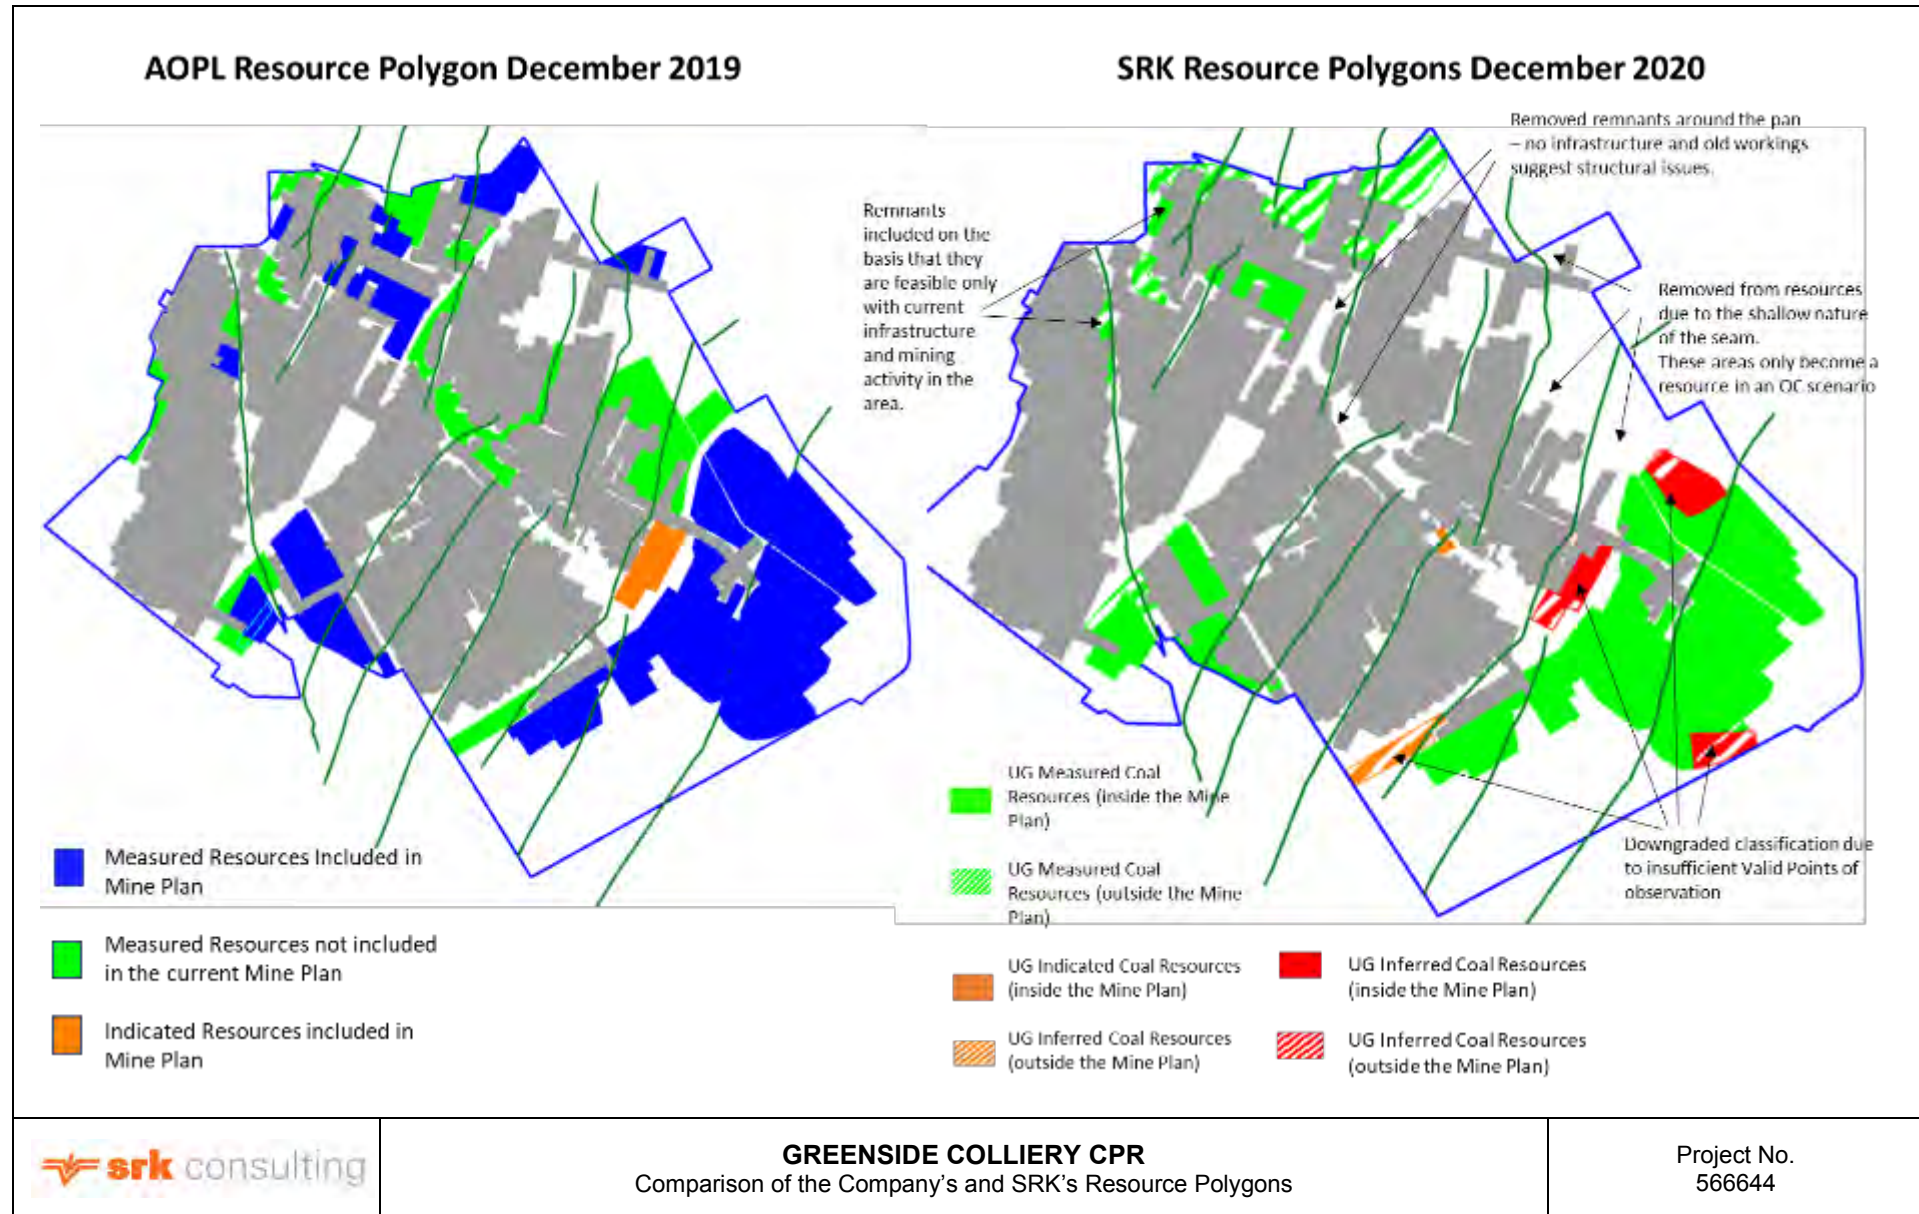 AOPL Resource Polygon December 2019
SRK Resource Polygons December 2020
Removed remnants around the pan
– no infrastructure and old workings
suggest structural issues.
Remnants
included on the
basis that they
are feasible only
with current
infrastructure
and mining
activity in the
area.
Removed from resources
due to the shallow nature
of the seam.
These areas only become a
resource in an OC scenario
Downgraded classification due
to insufficient Valid Points of
observation
Measured Resources Included in
Mine Plan
Measured Resources not included
in the current Mine Plan
Indicated Resources included in
Mine Plan
UG Measured Coal
Resources (inside the Mine
Plan)
UG Measured Coal
Resources (outside the Mine
Plan)
UG Indicated Coal Resources
(inside the Mine Plan)
UG Inferred Coal Resources
(outside the Mine Plan)
UG Inferred Coal Resources
(inside the Mine Plan)
UG Inferred Coal Resources
(outside the Mine Plan)
srk consulting
GREENSIDE COLLIERY CPR
Comparison of the Company's and SRK's Resource Polygons
Project No.
566644